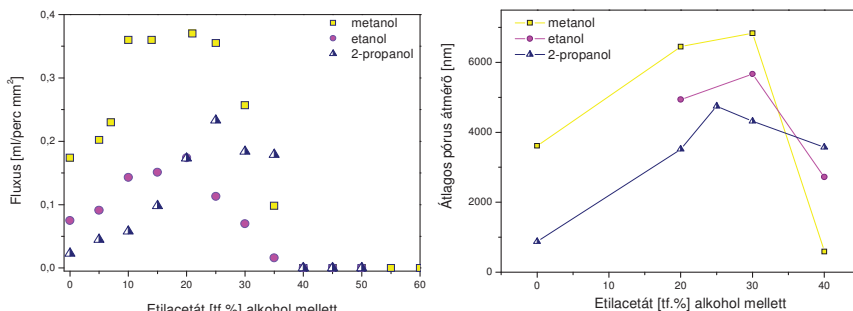 metanol
etanol
2-propanol
Fluxus [ml/perc mm²]
0,4
0,3
0,2
0,1
0,0
0 10 20 30 40 50 60
Etilacetát [tf.%] alkohol mellett
metanol
etanol
2-propanol
Átlagos pórus átmérõ [nm]
6000
4000
2000
0
0 10 20 30 40
Etilacetát [tf.%] alkohol mellett